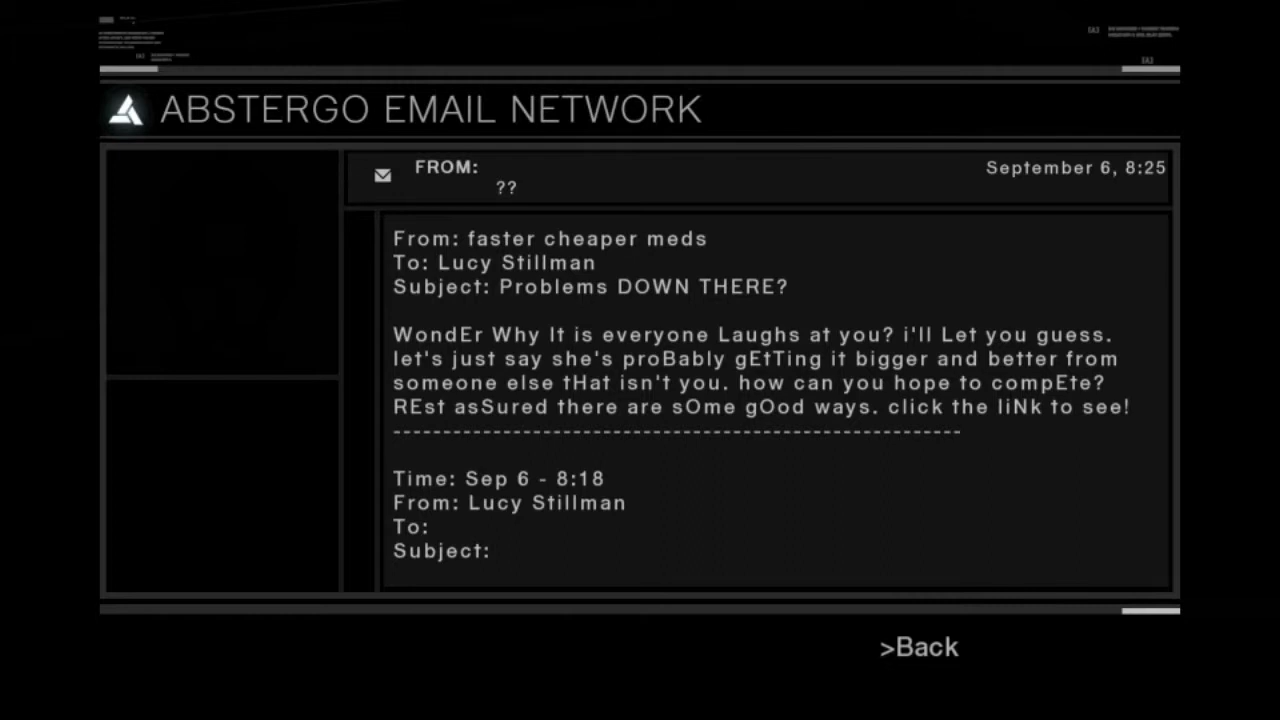 ABSTERGO EMAIL NETWORK
FROM:
September 6, 8:25
??
From: faster cheaper meds
To: Lucy Stillman
Subject: Problems DOWN THERE?
WondEr Why It is everyone Laughs at you? i'll Let you guess.
let's just say she's proBably gEtTing it bigger and better from
someone else tHat isn't you. how can you hope to compEte?
REst asSured there are sOme gOod ways. click the liNk to see!
---------------------------------------------------------
Time: Sep 6 - 8:18
From: Lucy Stillman
To:
Subject:
>Back